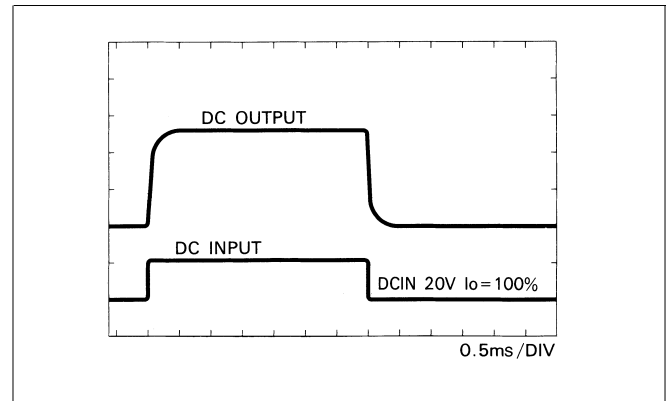 DC OUTPUT
DC INPUT
DCIN 20V Io=100%
0.5ms/DIV